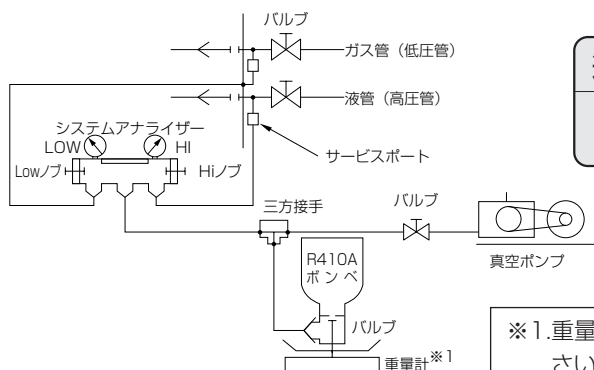 バルブ
ガス管（低圧管）
液管（高圧管）
システムアナライザー
LOW
HI
Lowノブ
Hiノブ
サービスポート
三方接手
バルブ
R410A
ボンベ
真空ポンプ
バルブ
重量計※1
※1.重量
さい